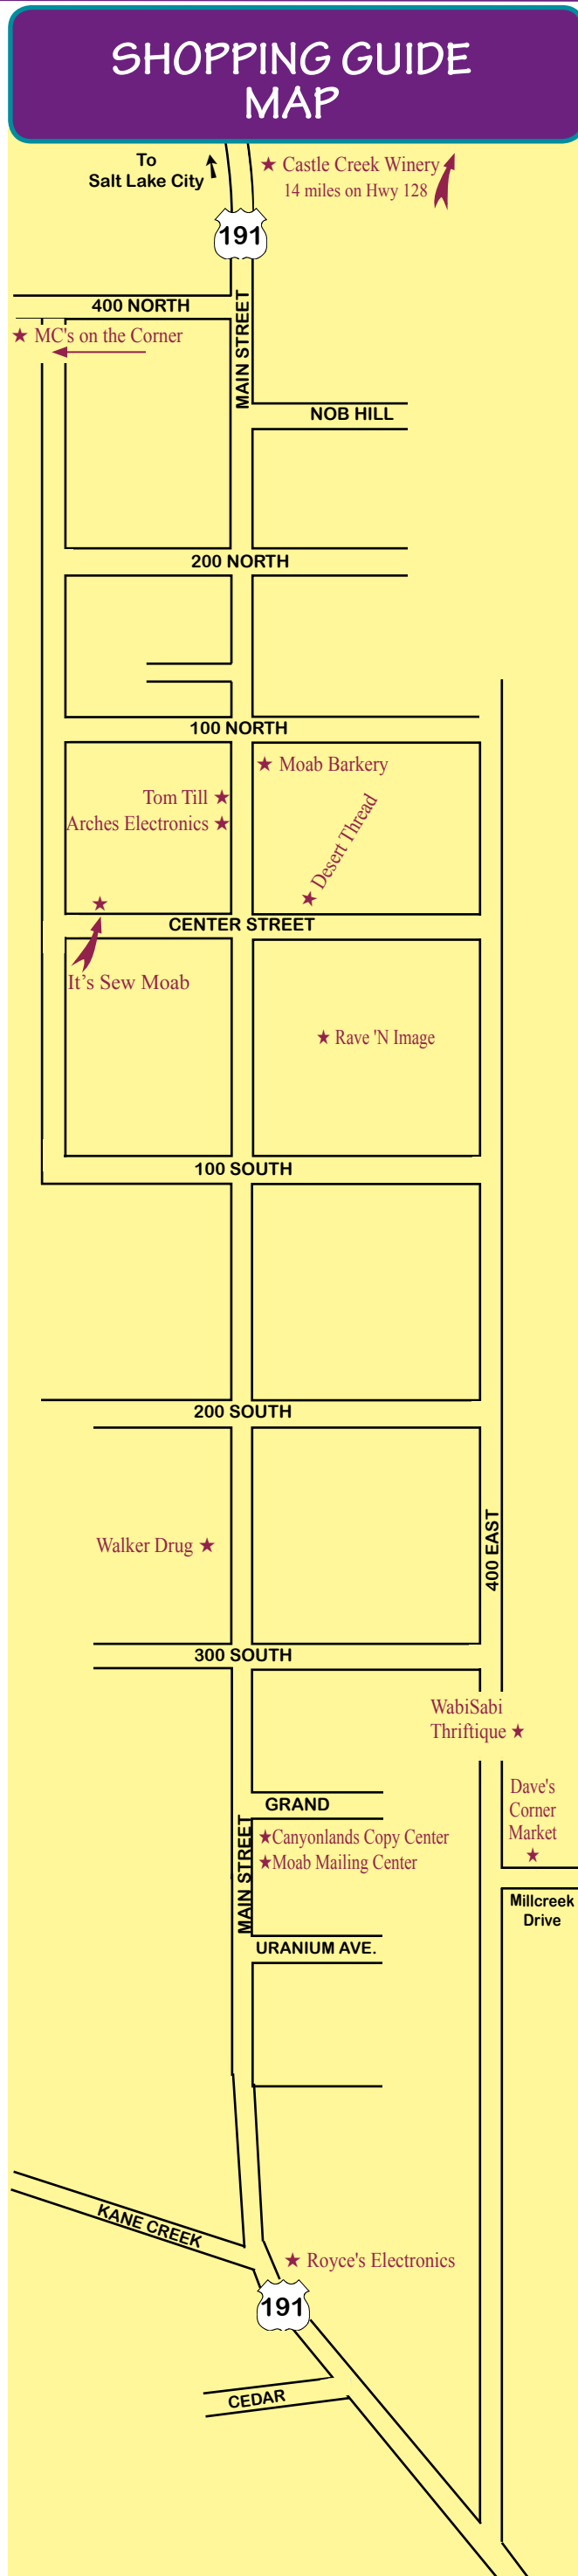 SHOPPING GUIDE
MAP
To
Salt Lake City
★ Castle Creek Winery
14 miles on Hwy 128
191
400 NORTH
MAIN STREET
★ MC's on the Corner
NOB HILL
200 NORTH
100 NORTH
★ Moab Barkery
Tom Till ★
Arches Electronics ★
★ Desert Thread
CENTER STREET
It’s Sew Moab
★ Rave 'N Image
100 SOUTH
200 SOUTH
400 EAST
Walker Drug ★
300 SOUTH
WabiSabi
Thriftique ★
Dave's
Corner
Market
GRAND
MAIN STREET
★Canyonlands Copy Center
★Moab Mailing Center
Millcreek
Drive
URANIUM AVE.
KANE CREEK
★ Royce's Electronics
191
CEDAR